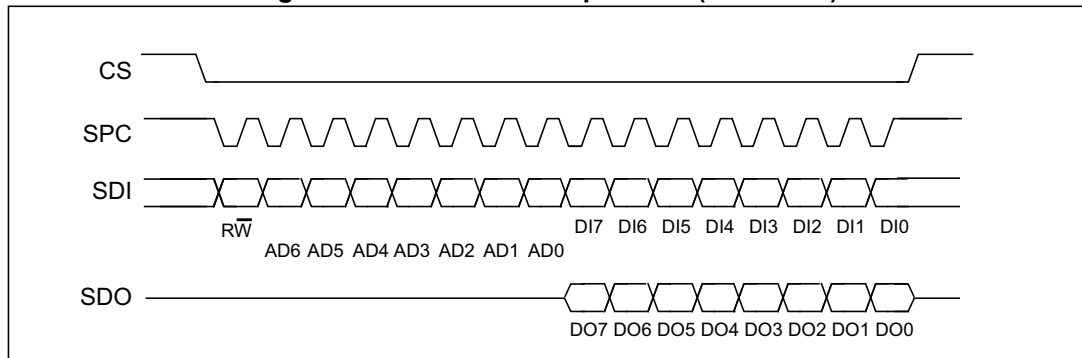 CS
SPC
SDI
RW̅
DI7 DI6 DI5 DI4 DI3 DI2 DI1 DI0
AD6 AD5 AD4 AD3 AD2 AD1 AD0
SDO
DO7 DO6 DO5 DO4 DO3 DO2 DO1 DO0